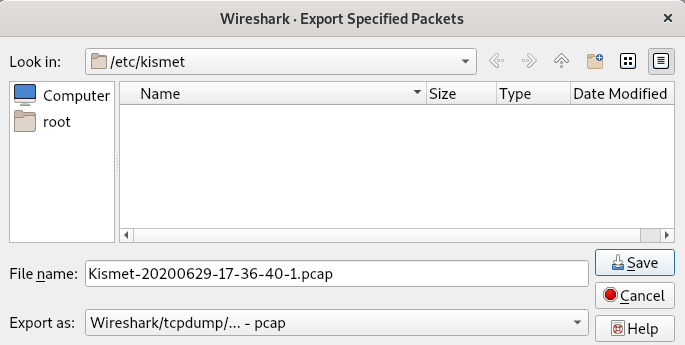 Wireshark · Export Specified Packets
Look in: /etc/kismet
Computer
root
Name Size Type Date Modified
File name: Kismet-20200629-17-36-40-1.pcap
Save
Cancel
Export as: Wireshark/tcpdump/... - pcap
Help